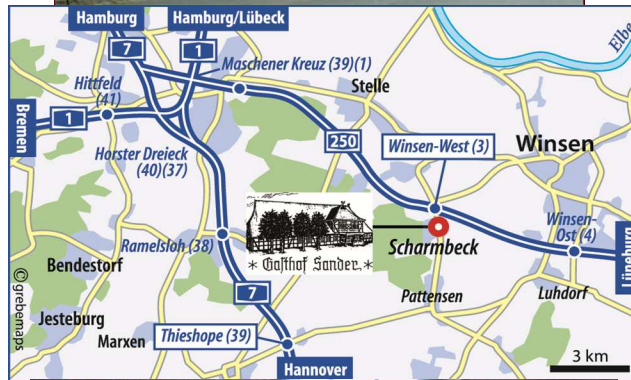 Hamburg
Hamburg/Lübeck
7
1
Maschener Kreuz (39)(1)
Elbe
Hittfeld
(41)
Stelle
Bremen
1
250
Winsen-West (3)
Winsen
Horster Dreieck
(40)(37)
Winsen-
Ost (4)
Ramelsloh (38)
* Gasthof Sander *
Scharmbeck
Lüneburg
Bendestorf
7
Pattensen
Luhdorf
© grebemaps
Jesteburg
Marxen
Thieshope (39)
3 km
Hannover